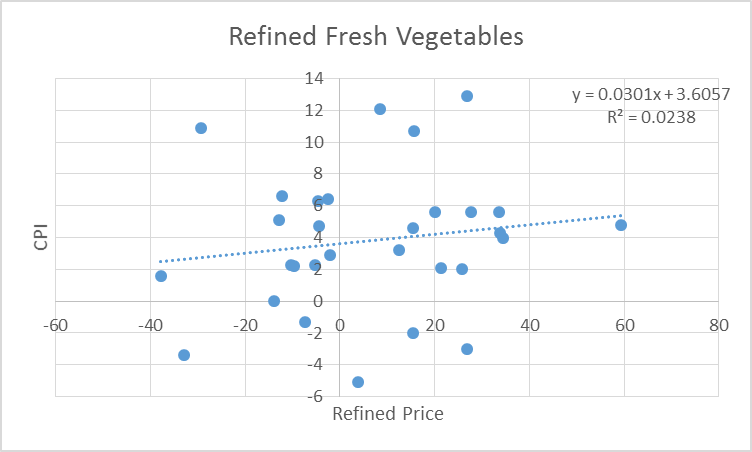 Refined Fresh Vegetables
y = 0.0301x + 3.6057
R² = 0.0238
14
12
10
8
6
4
2
0
-2
-4
-6
CPI
-60 -40 -20 0 20 40 60 80
Refined Price